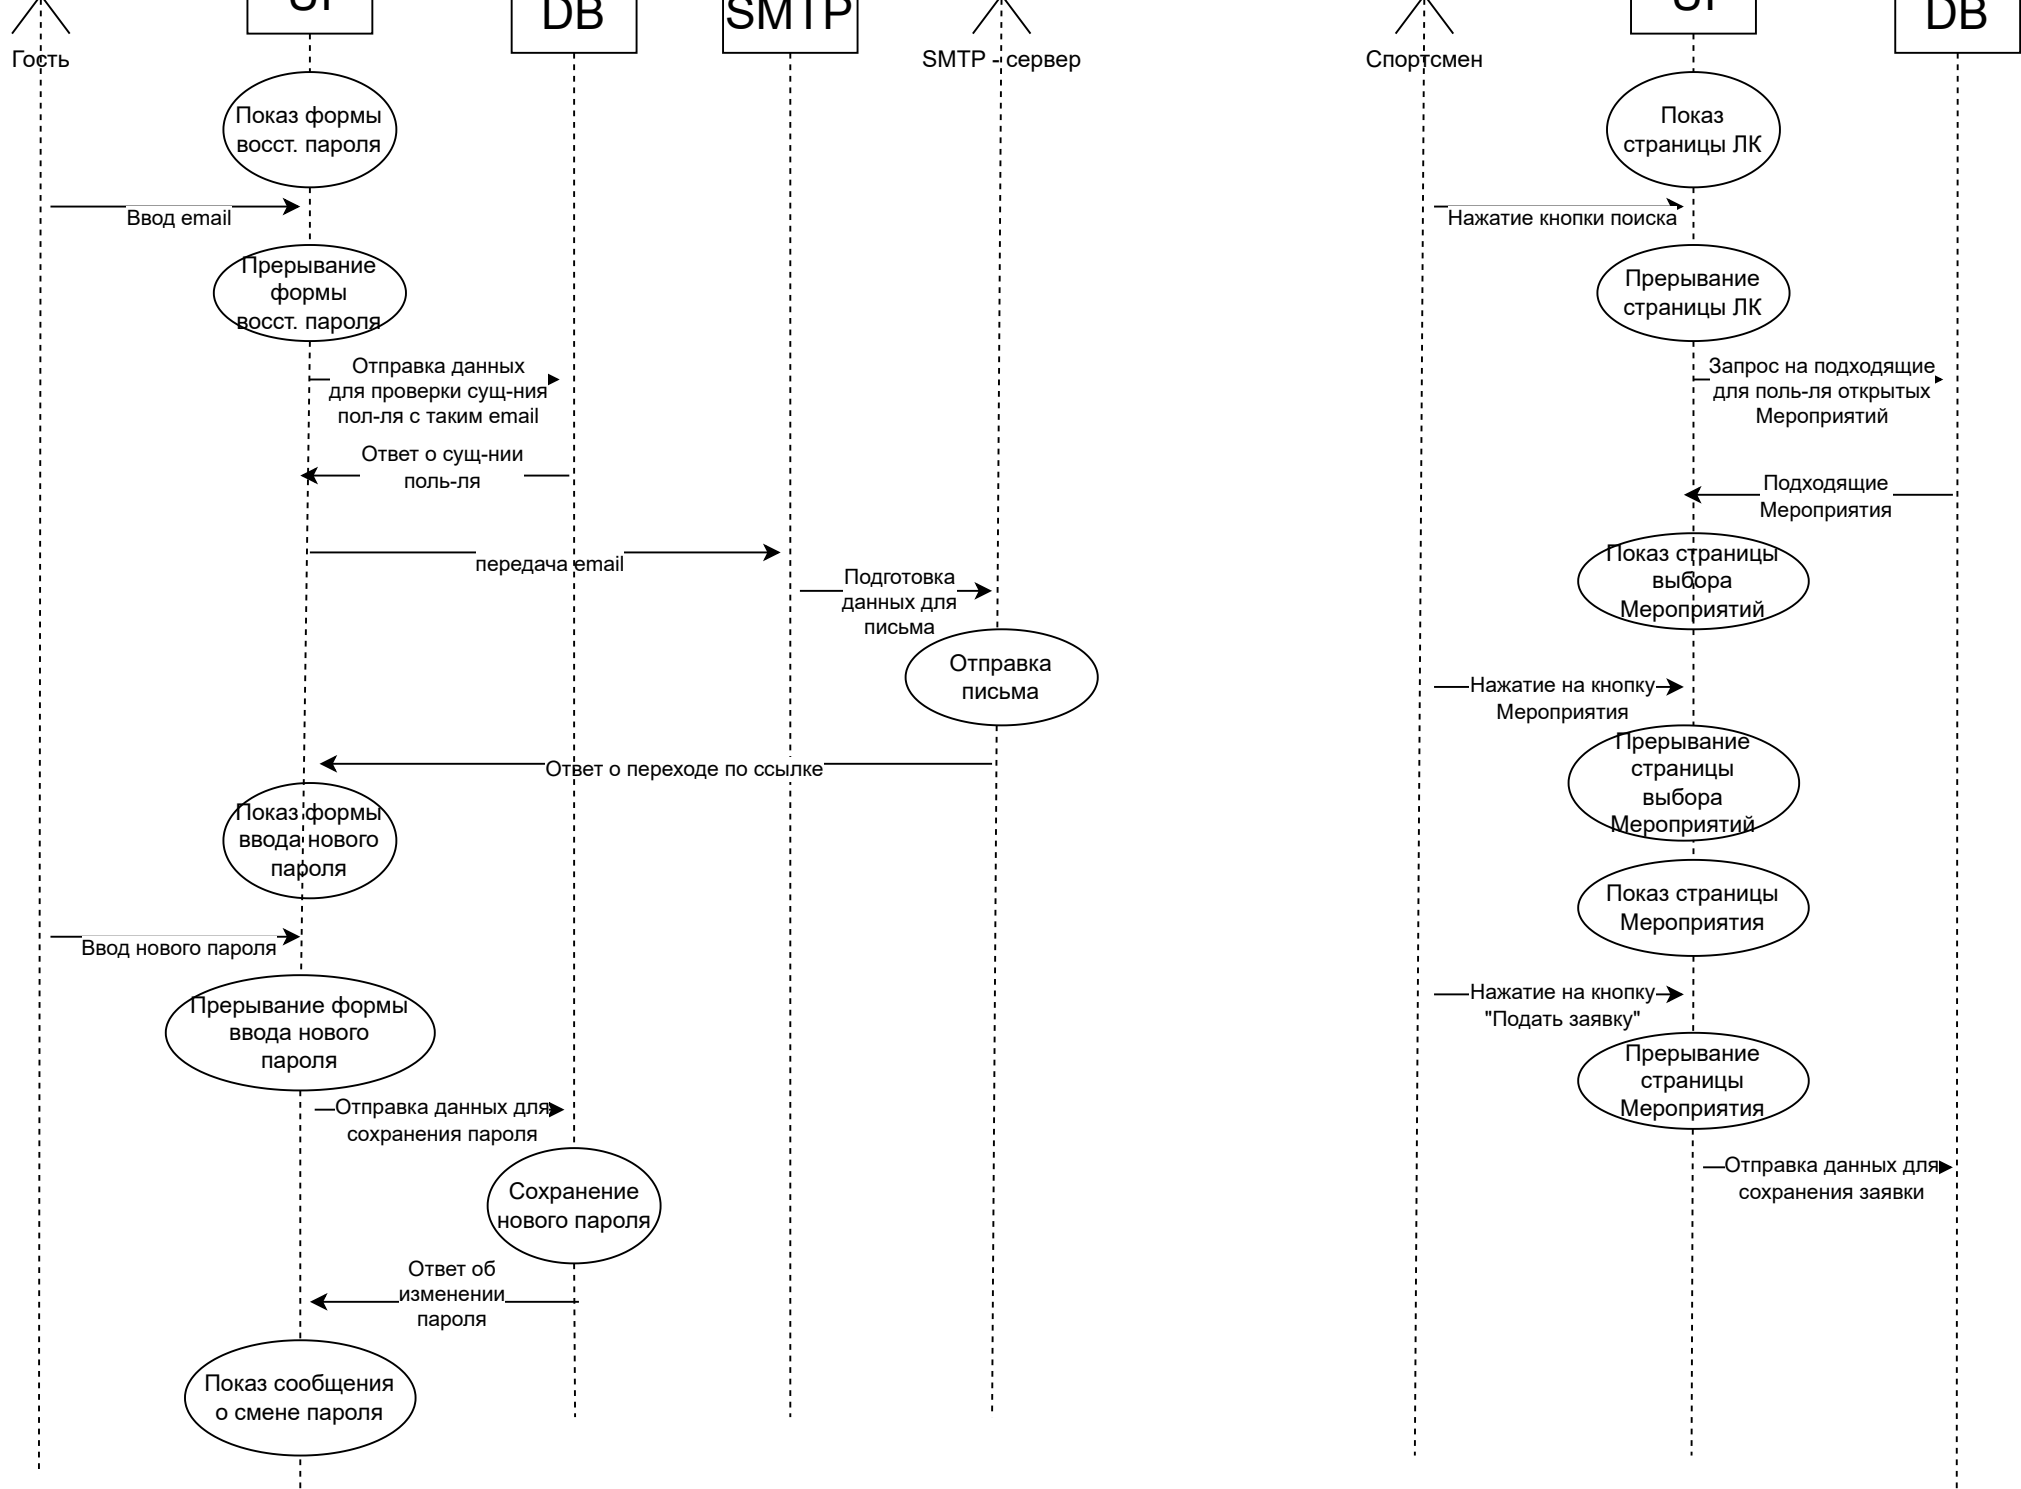 UI
DB
SMTP
Гость
SMTP - сервер
Показ формы
восст. пароля
Ввод email
Прерывание
формы
восст. пароля
Отправка данных
для проверки сущ-ния
пол-ля с таким email
Ответ о сущ-нии
поль-ля
передача email
Подготовка
данных для
письма
Отправка
письма
Ответ о переходе по ссылке
Показ формы
ввода нового
пароля
Ввод нового пароля
Прерывание формы
ввода нового
пароля
Отправка данных для
сохранения пароля
Сохранение
нового пароля
Ответ об
изменении
пароля
Показ сообщения
о смене пароля
UI
DB
Спортсмен
Показ
страницы ЛК
Нажатие кнопки поиска
Прерывание
страницы ЛК
Запрос на подходящие
для поль-ля открытых
Мероприятий
Подходящие
Мероприятия
Показ страницы
выбора
Мероприятий
Нажатие на кнопку
Мероприятия
Прерывание
страницы
выбора
Мероприятий
Показ страницы
Мероприятия
Нажатие на кнопку
"Подать заявку"
Прерывание
страницы
Мероприятия
Отправка данных для
сохранения заявки